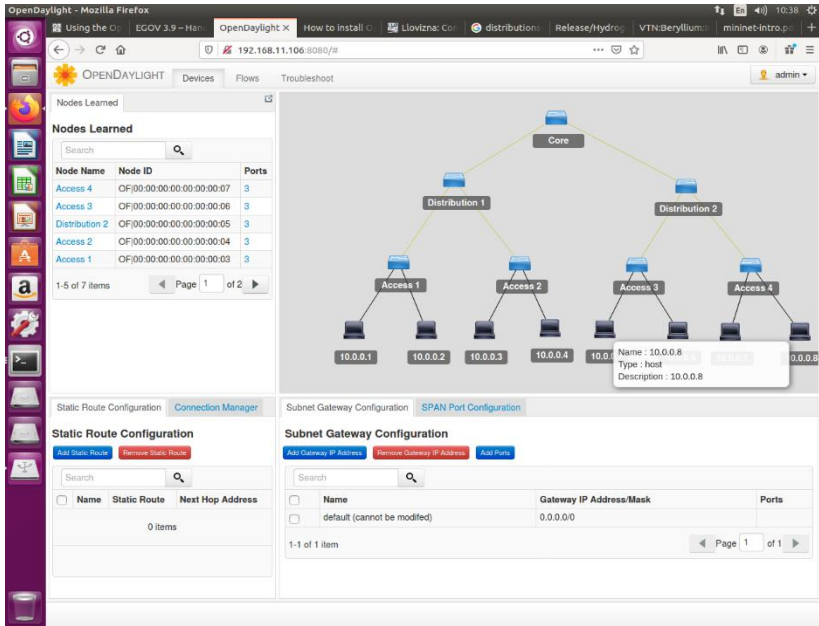 OpenDaylight - Mozilla Firefox
En
10:38
Using the Op
EGOV 3.9 – Han
OpenDaylight ×
How to install O
Llovizna: Con
distributions
Release/Hydrog
VTN:Beryllium:
mininet-intro.p
192.168.11.106:8080/#
OPENDAYLIGHT
Devices
Flows
Troubleshoot
admin
Nodes Learned
Nodes Learned
Search
Node Name Node ID Ports
Access 4 OF|00:00:00:00:00:00:00:07 3
Access 3 OF|00:00:00:00:00:00:00:06 3
Distribution 2 OF|00:00:00:00:00:00:00:05 3
Access 2 OF|00:00:00:00:00:00:00:04 3
Access 1 OF|00:00:00:00:00:00:00:03 3
1-5 of 7 items Page 1 of 2
Core
Distribution 1
Distribution 2
Access 1
Access 2
Access 3
Access 4
10.0.0.1
10.0.0.2
10.0.0.3
10.0.0.4
10.0.
Name : 10.0.0.8
Type : host
Description : 10.0.0.8
0.0.0.8
Static Route Configuration
Connection Manager
Static Route Configuration
Add Static Route
Remove Static Route
Search
Name Static Route Next Hop Address
0 items
Subnet Gateway Configuration
SPAN Port Configuration
Subnet Gateway Configuration
Add Gateway IP Address
Remove Gateway IP Address
Add Ports
Search
Name Gateway IP Address/Mask Ports
default (cannot be modifed) 0.0.0.0/0
1-1 of 1 item Page 1 of 1